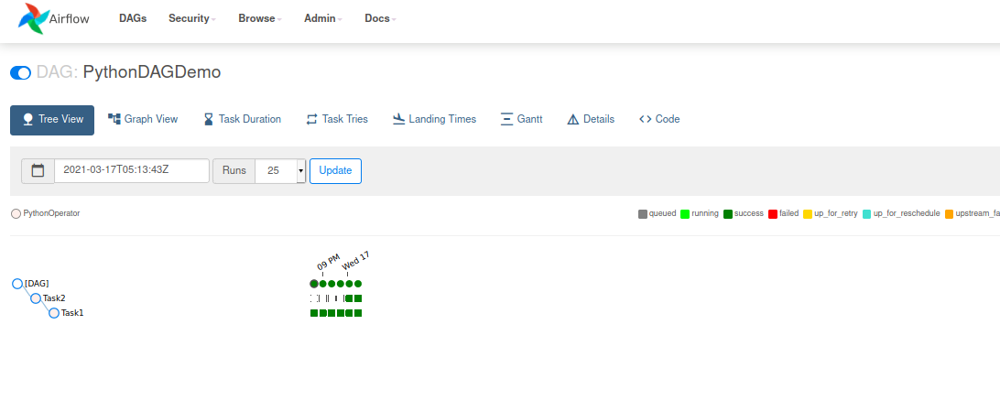 Airflow DAGs Security Browse Admin Docs
DAG: PythonDAGDemo
Tree View Graph View Task Duration Task Tries Landing Times Gantt Details Code
2021-03-17T05:13:43Z Runs 25 Update
PythonOperator queued running success failed up_for_retry up_for_reschedule upstream_fa
09 PM Wed 17
[DAG]
Task2
Task1